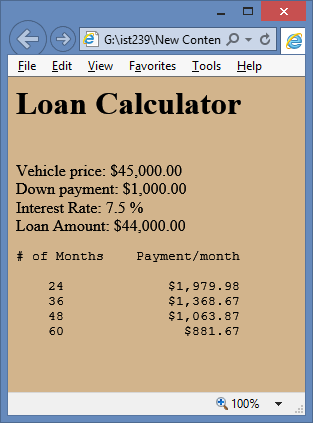 G:\ist239\New Conten
File Edit View Favorites Tools Help
Loan Calculator
Vehicle price: $45,000.00
Down payment: $1,000.00
Interest Rate: 7.5 %
Loan Amount: $44,000.00
# of Months Payment/month
24 $1,979.98
36 $1,368.67
48 $1,063.87
60 $881.67
100%